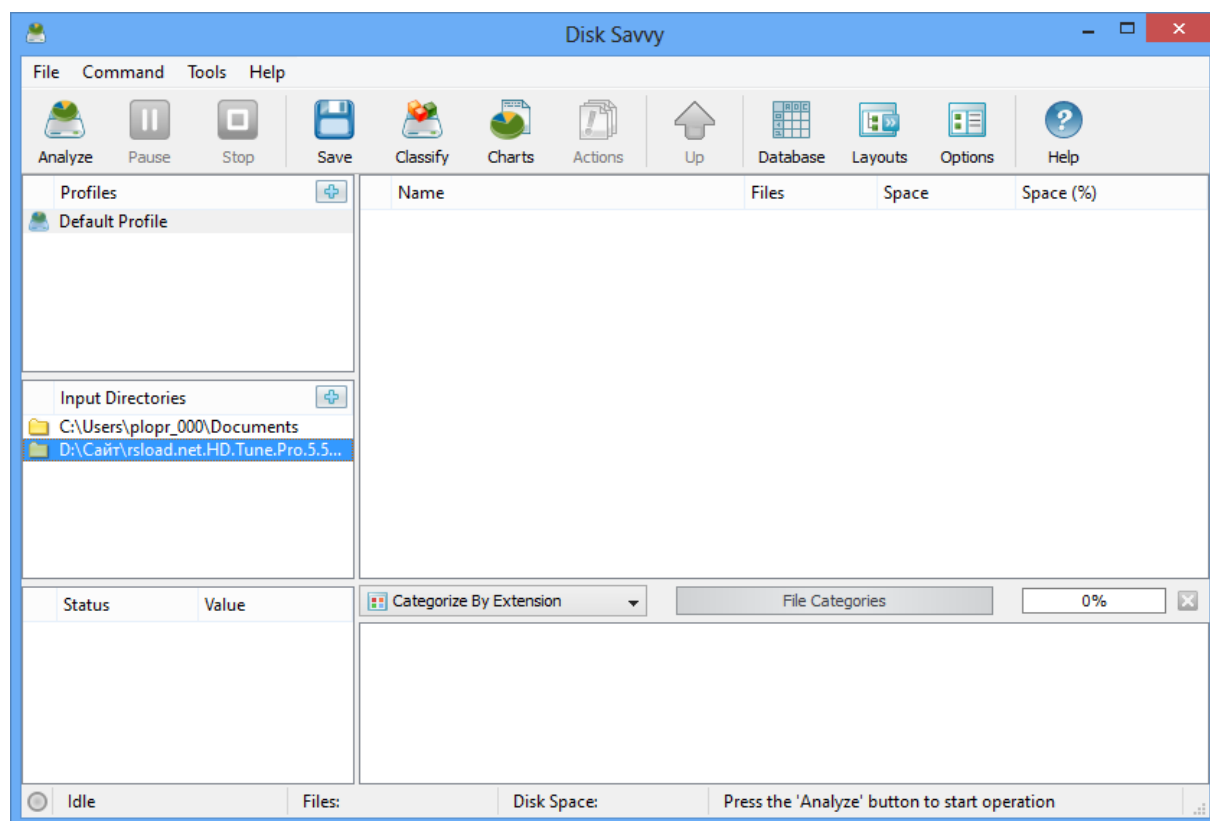 Disk Savvy
File Command Tools Help
Analyze Pause Stop Save Classify Charts Actions Up Database Layouts Options Help
Profiles
Default Profile
Name Files Space Space (%)
Input Directories
C:\Users\plopr_000\Documents
D:\Сайт\rsload.net.HD.Tune.Pro.5.5...
Status Value
Categorize By Extension File Categories 0%
Idle Files: Disk Space: Press the 'Analyze' button to start operation